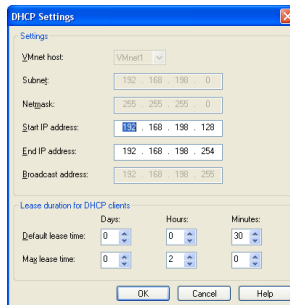 DHCP Settings
Settings
VMnet host: VMnet1
Subnet: 192 . 168 . 198 . 0
Netmask: 255 . 255 . 255 . 0
Start IP address: 192 . 168 . 198 . 128
End IP address: 192 . 168 . 198 . 254
Broadcast address: 192 . 168 . 198 . 255
Lease duration for DHCP clients
Days: Hours: Minutes:
Default lease time: 0 0 30
Max lease time: 0 2 0
OK Cancel Help